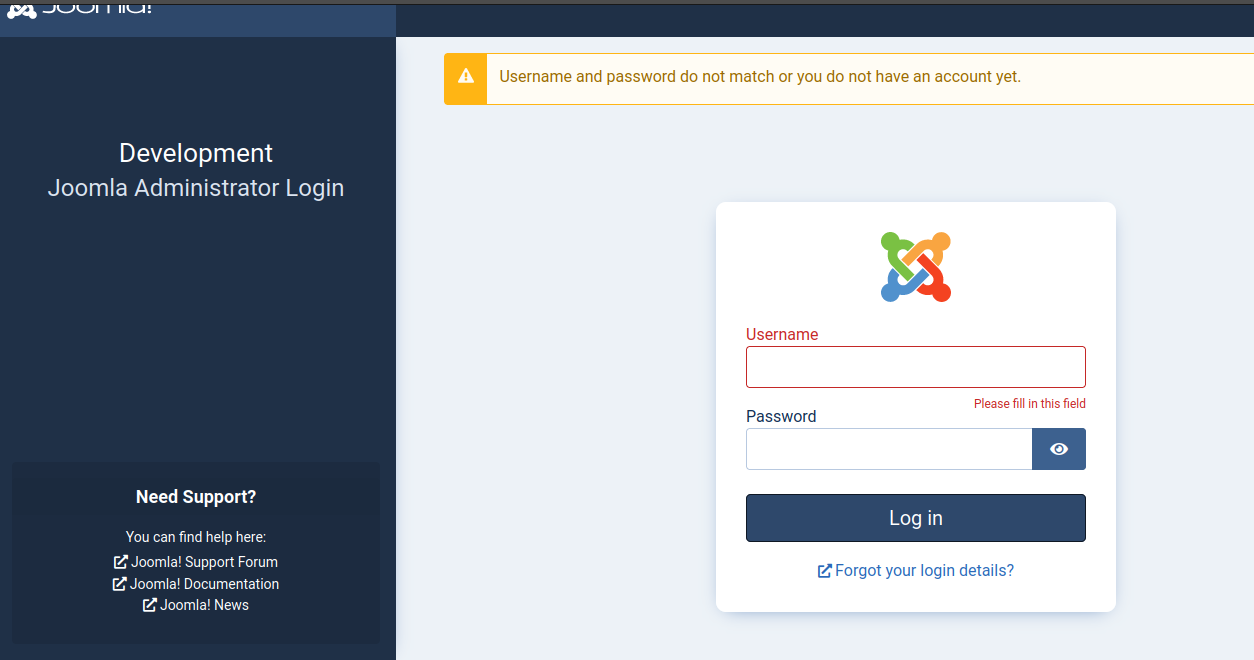 Joomla!
Username and password do not match or you do not have an account yet.
Development
Joomla Administrator Login
Username
Please fill in this field
Password
Log in
Forgot your login details?
Need Support?
You can find help here:
Joomla! Support Forum
Joomla! Documentation
Joomla! News